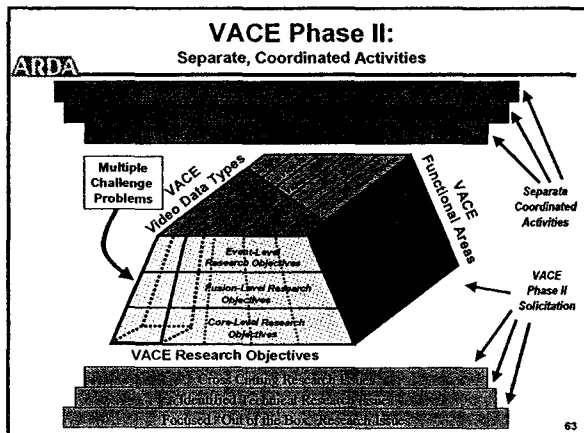 VACE Phase II:
Separate, Coordinated Activities
ARDA
Multiple
Challenge
Problems
VACE
Video Data Types
VACE
Functional Areas
Separate
Coordinated
Activities
Event-Level
Research Objectives
Fusion-Level Research
Objectives
Core-Level Research
Objectives
VACE
Phase II
Solicitation
VACE Research Objectives
Cross Cutting Research Issues
Identified Technical Research Issues
Focused "Out of the Box" Research Issues
63